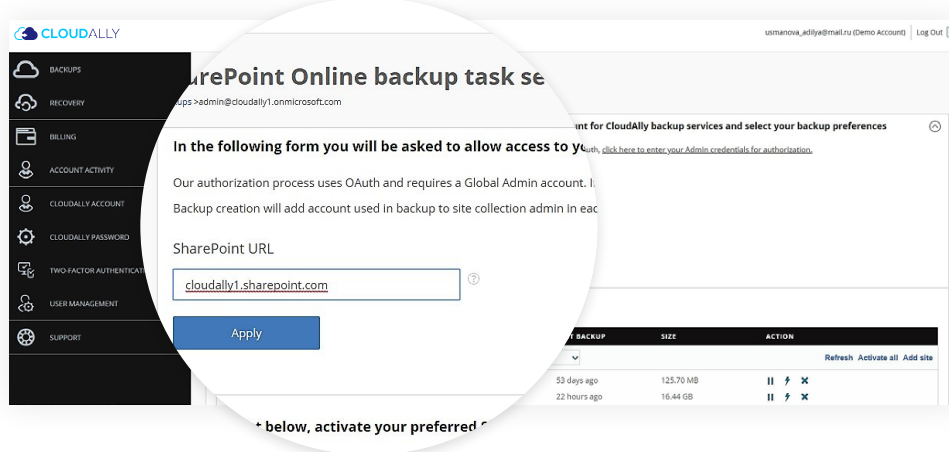 CLOUDALLY
usmanova_adilya@mail.ru (Demo Account) Log Out
BACKUPS
RECOVERY
BILLING
ACCOUNT ACTIVITY
CLOUDALLY ACCOUNT
CLOUDALLY PASSWORD
TWO-FACTOR AUTHENTICATI
USER MANAGEMENT
SUPPORT
arePoint Online backup task se
ups >admin@cloudally1.onmicrosoft.com
In the following form you will be asked to allow access to yo
Our authorization process uses OAuth and requires a Global Admin account. I
Backup creation will add account used in backup to site collection admin in eac
SharePoint URL
cloudally1.sharepoint.com
?
Apply
t below, activate your preferred S
unt for CloudAlly backup services and select your backup preferences
uth, click here to enter your Admin credentials for authorization.
T BACKUP SIZE ACTION
Refresh Activate all Add site
53 days ago 125.70 MB
22 hours ago 16.44 GB